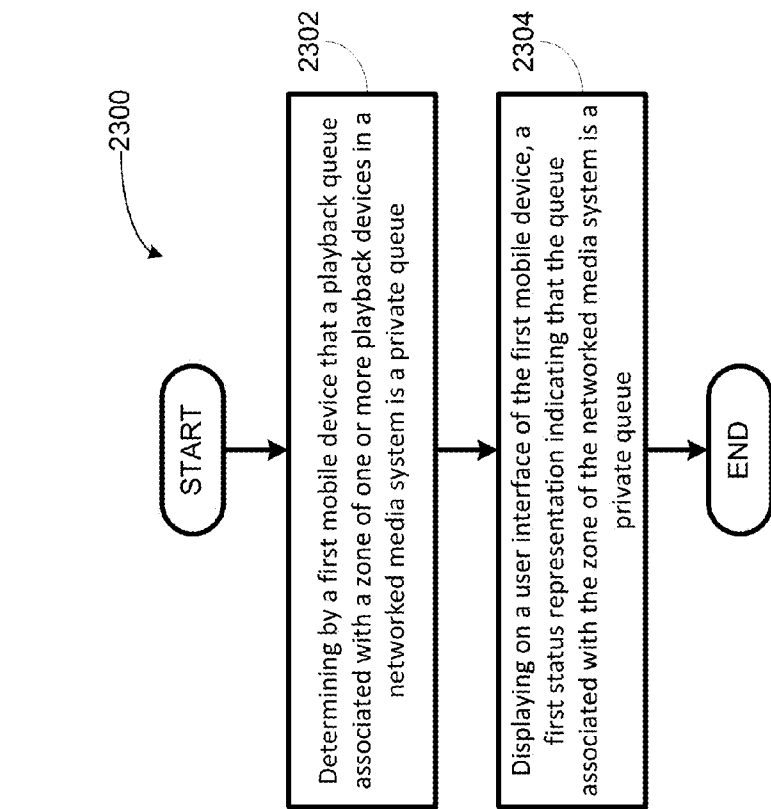 2300
START
Determining by a first mobile device that a playback queue
associated with a zone of one or more playback devices in a
networked media system is a private queue
2302
Displaying on a user interface of the first mobile device, a
first status representation indicating that the queue
associated with the zone of the networked media system is a
private queue
2304
END